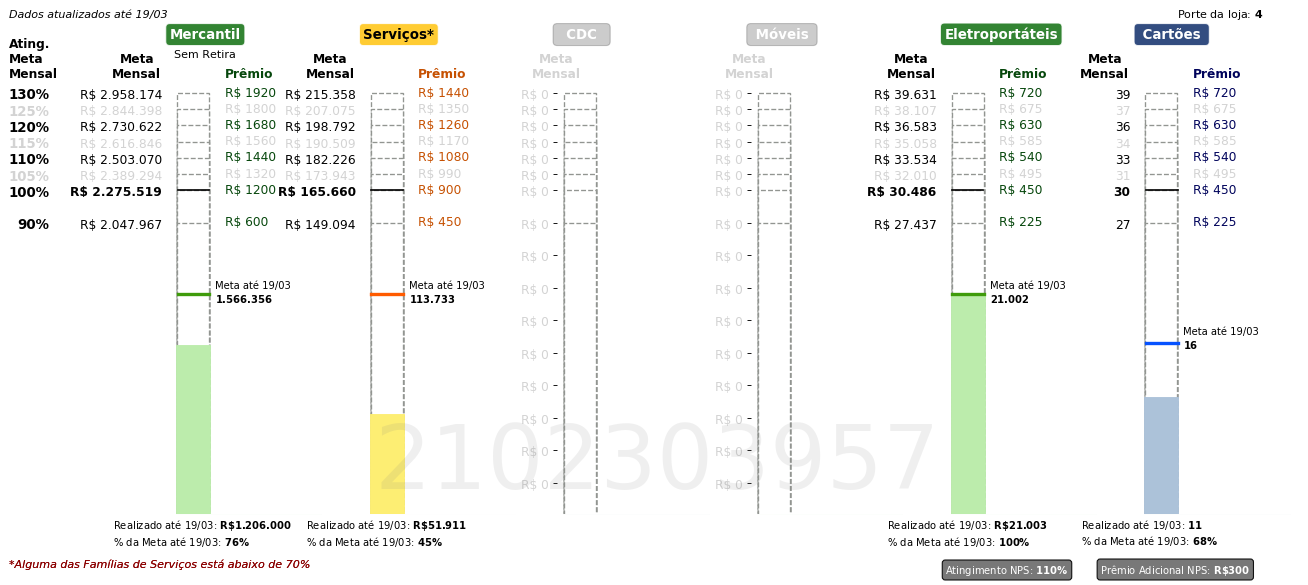 Dados atualizados até 19/03 Porte da loja: 4
Mercantil Serviços* CDC Móveis Eletroportáteis Cartões
Sem Retira
Ating. Meta Mensal Meta Mensal Prêmio Meta Mensal Prêmio Meta Mensal Meta Mensal Meta Mensal Prêmio Meta Mensal Prêmio
130% R$ 2.958.174 R$ 1920 R$ 215.358 R$ 1440 R$ 0 R$ 0 R$ 39.631 R$ 720 39 R$ 720
125% R$ 2.844.398 R$ 1800 R$ 207.075 R$ 1350 R$ 0 R$ 0 R$ 38.107 R$ 675 37 R$ 675
120% R$ 2.730.622 R$ 1680 R$ 198.792 R$ 1260 R$ 0 R$ 0 R$ 36.583 R$ 630 36 R$ 630
115% R$ 2.616.846 R$ 1560 R$ 190.509 R$ 1170 R$ 0 R$ 0 R$ 35.058 R$ 585 34 R$ 585
110% R$ 2.503.070 R$ 1440 R$ 182.226 R$ 1080 R$ 0 R$ 0 R$ 33.534 R$ 540 33 R$ 540
105% R$ 2.389.294 R$ 1320 R$ 173.943 R$ 990 R$ 0 R$ 0 R$ 32.010 R$ 495 31 R$ 495
100% R$ 2.275.519 R$ 1200 R$ 165.660 R$ 900 R$ 0 R$ 0 R$ 30.486 R$ 450 30 R$ 450
90% R$ 2.047.967 R$ 600 R$ 149.094 R$ 450 R$ 0 R$ 0 R$ 27.437 R$ 225 27 R$ 225
R$ 0 R$ 0
Meta até 19/03 Meta até 19/03 R$ 0 R$ 0 Meta até 19/03
1.566.356 113.733 21.002
R$ 0 R$ 0 Meta até 19/03
16
R$ 0 R$ 0
R$ 0 R$ 0
R$ 0 R$ 0
R$ 0 R$ 0
2102303957
R$ 0 R$ 0
Realizado até 19/03: R$1.206.000 Realizado até 19/03: R$51.911 Realizado até 19/03: R$21.003 Realizado até 19/03: 11
% da Meta até 19/03: 76% % da Meta até 19/03: 45% % da Meta até 19/03: 100% % da Meta até 19/03: 68%
*Alguma das Famílias de Serviços está abaixo de 70% Atingimento NPS: 110% Prêmio Adicional NPS: R$300